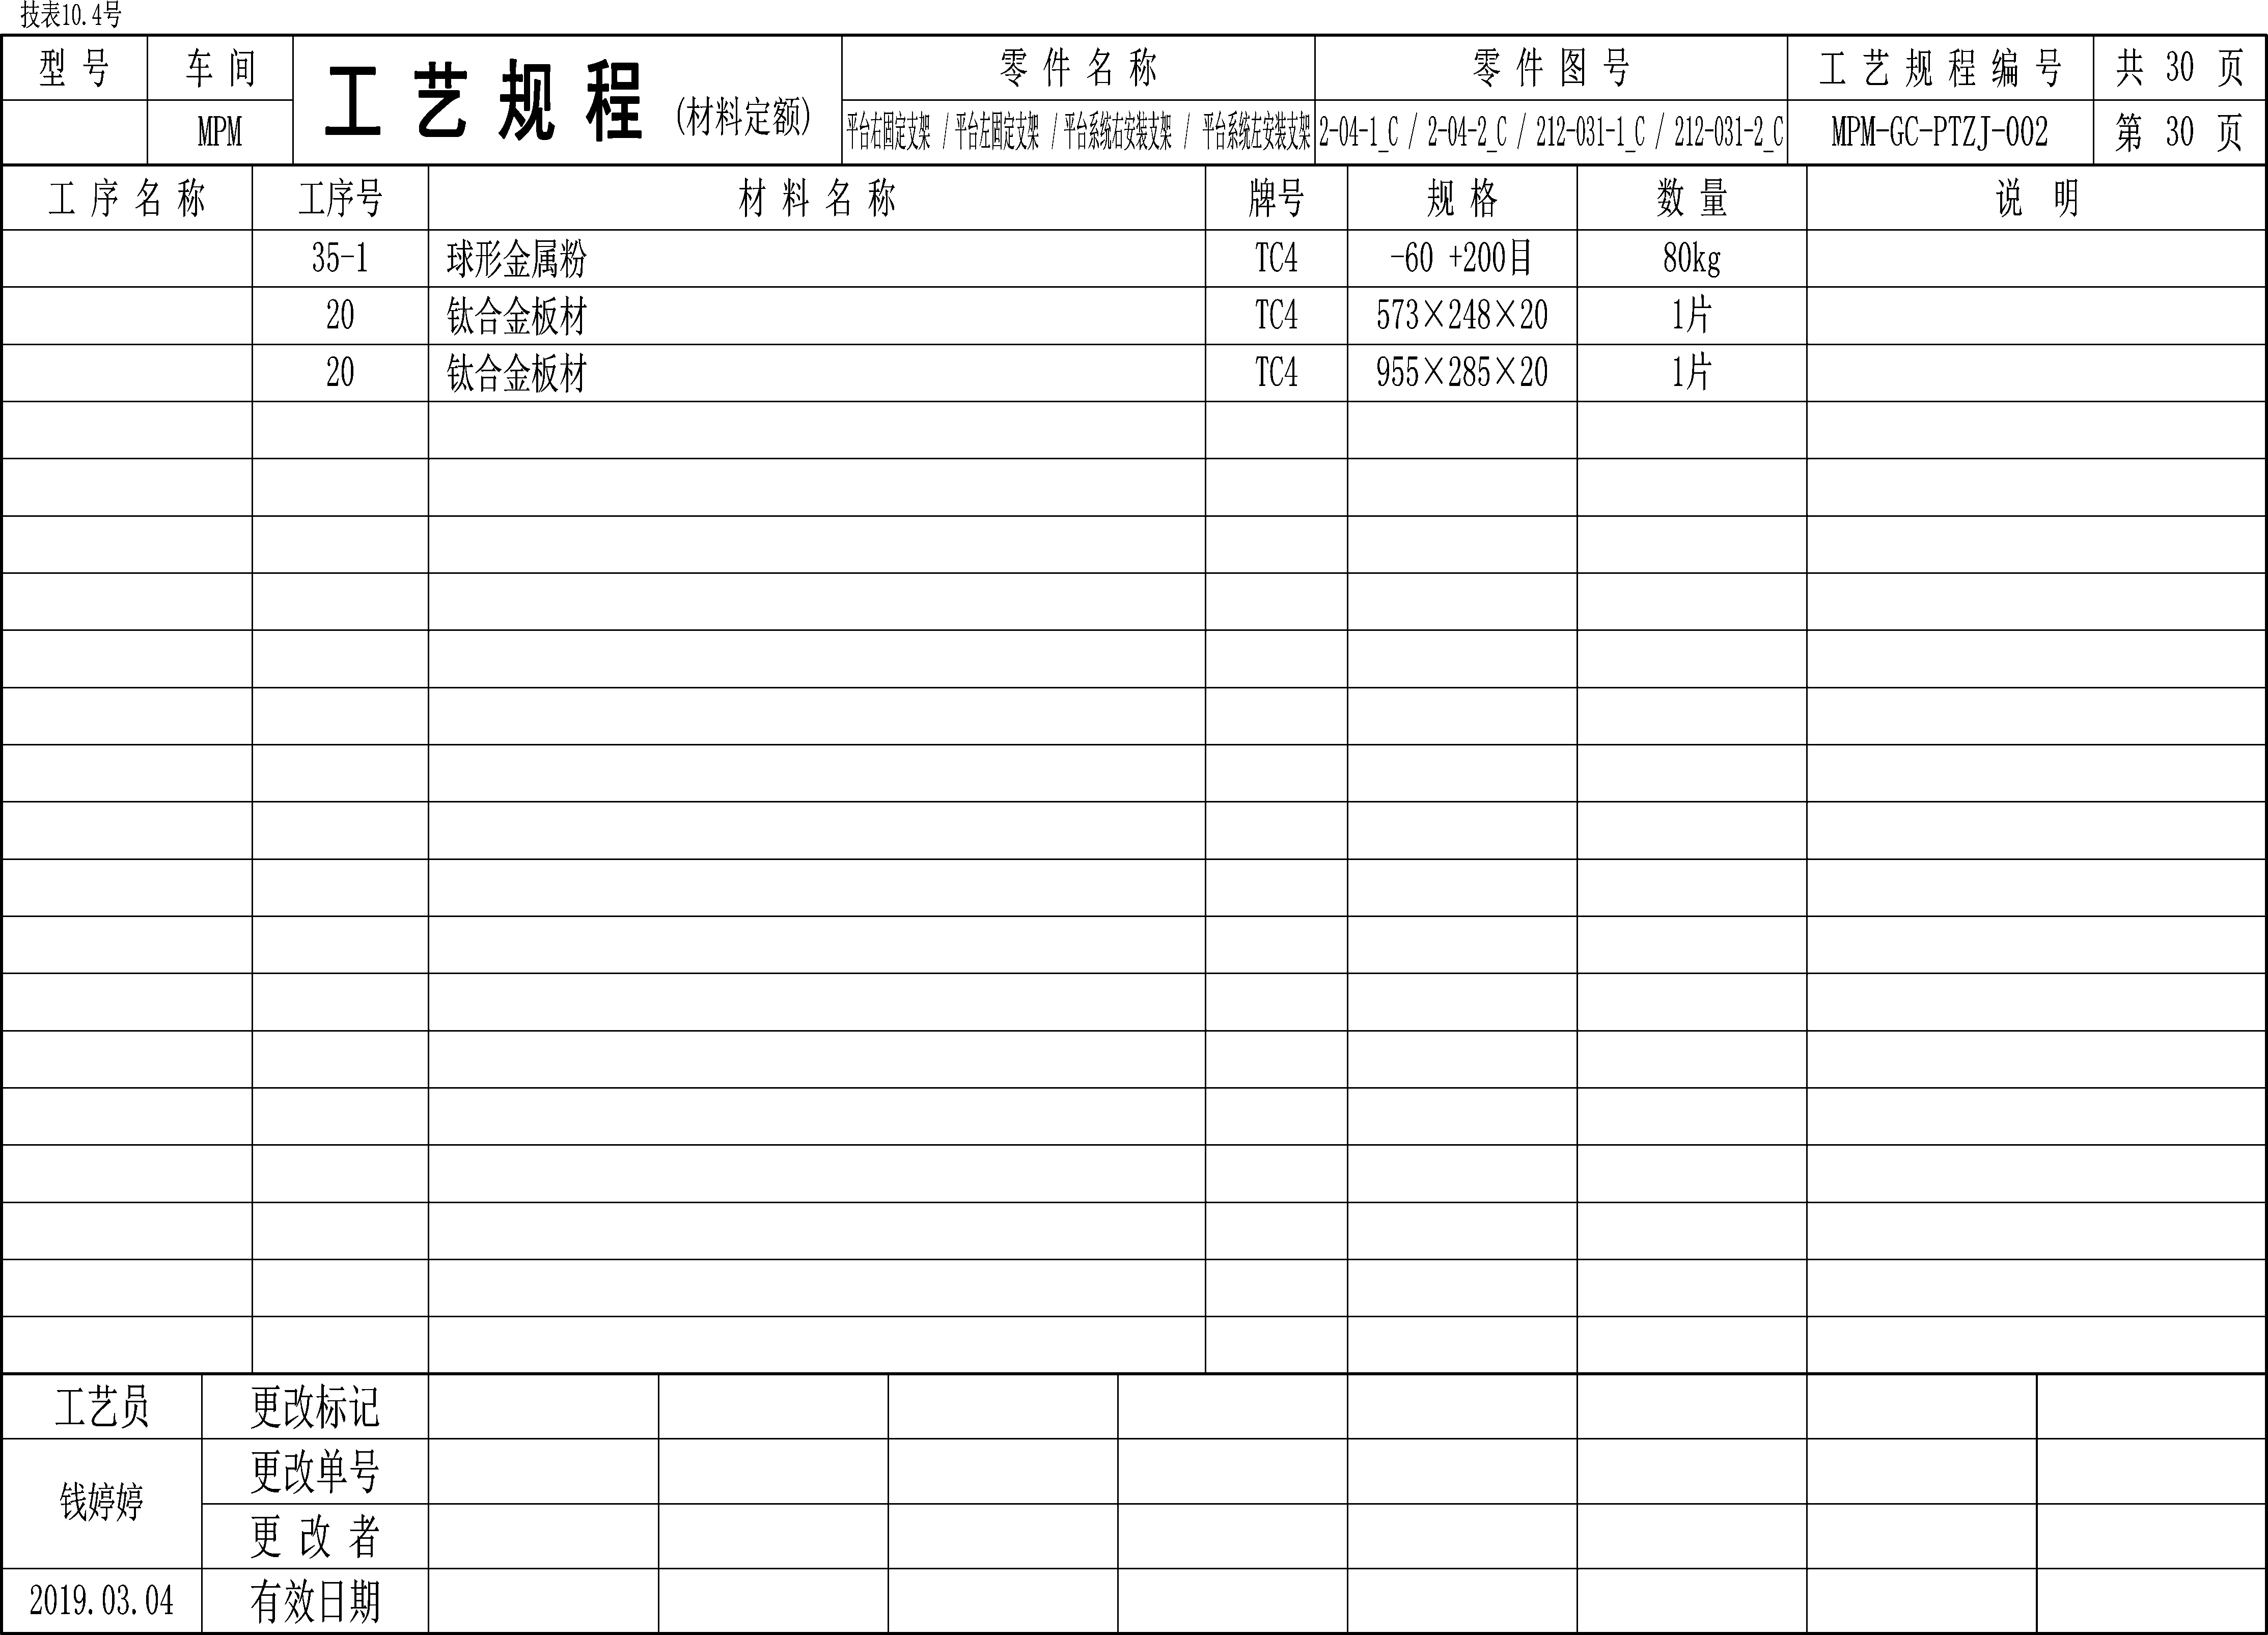 技表10.4号
型 号 车 间 工 艺 规 程 (材料定额) 零 件 名 称 零 件 图 号 工 艺 规 程 编 号 共 30 页
MPM 平台右固定支架 / 平台左固定支架 / 平台系统右安装支架 / 平台系统左安装支架 2-04-1_C / 2-04-2_C / 212-031-1_C / 212-031-2_C MPM-GC-PTZJ-002 第 30 页
工 序 名 称 工序号 材 料 名 称 牌号 规 格 数 量 说 明
35-1 球形金属粉 TC4 -60 +200目 80kg
20 钛合金板材 TC4 573×248×20 1片
20 钛合金板材 TC4 955×285×20 1片
工艺员 更改标记
钱婷婷 更改单号
更 改 者
2019.03.04 有效日期